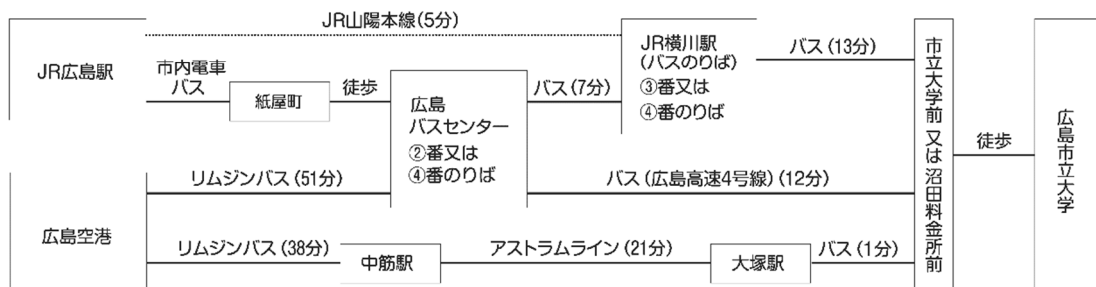 JR山陽本線(5分)
JR広島駅
市内電車
バス
紙屋町
徒歩
広島
バスセンター
②番又は
④番のりば
バス(7分)
JR横川駅
(バスのりば)
③番又は
④番のりば
バス(13分)
リムジンバス(51分)
バス(広島高速4号線)(12分)
広島空港
リムジンバス(38分)
中筋駅
アストラムライン(21分)
大塚駅
バス(1分)
市立大学前 又は 沼田料金所前
徒歩
広島市立大学